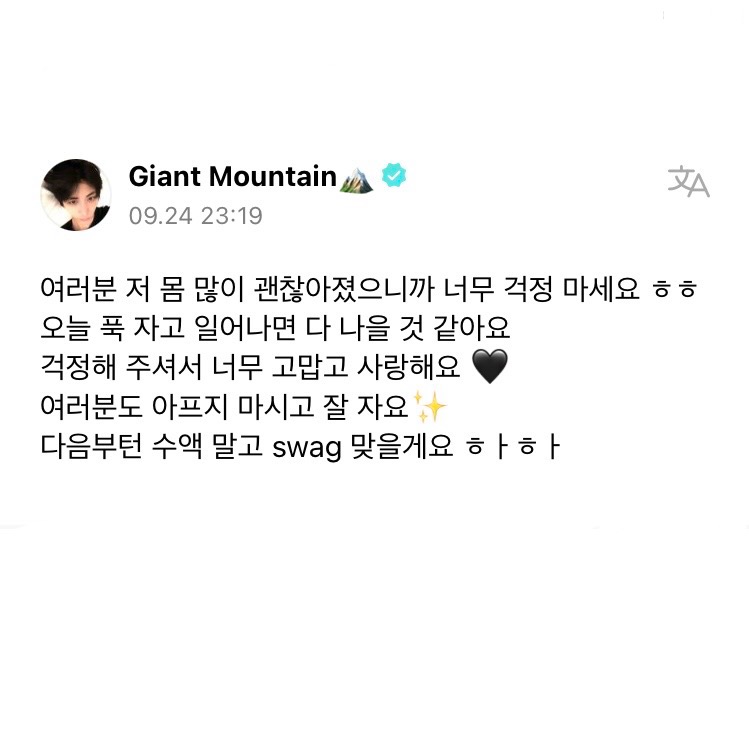 Giant Mountain🏔️
09.24 23:19
여러분 저 몸 많이 괜찮아졌으니까 너무 걱정 마세요 ㅎㅎ
오늘 푹 자고 일어나면 다 나을 것 같아요
걱정해 주셔서 너무 고맙고 사랑해요 🖤
여러분도 아프지 마시고 잘 자요✨
다음부턴 수액 말고 swag 맞을게요 ㅎㅏㅎㅏ